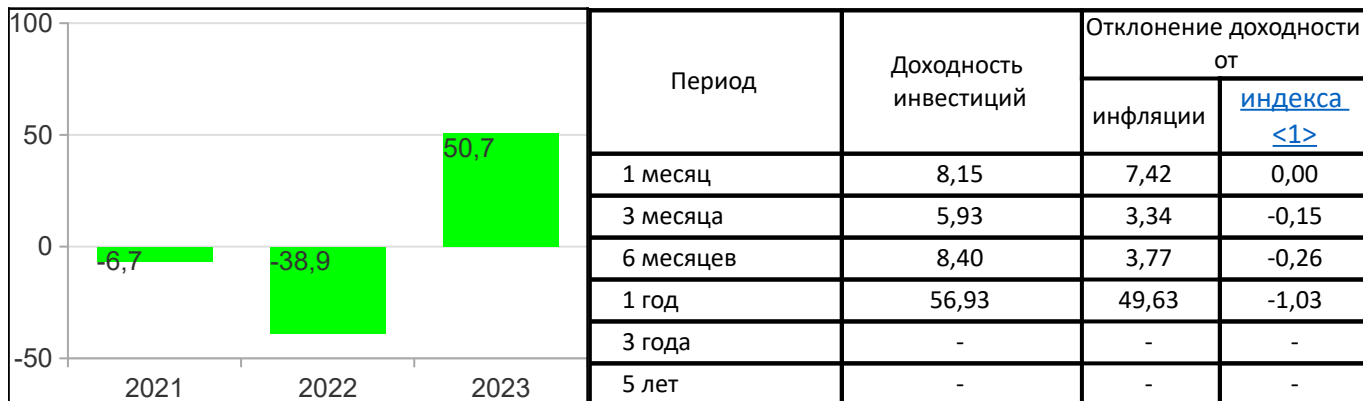 100
50
0
-50
-6,7
-38,9
50,7
2021 2022 2023
Период
Доходность
инвестиций
Отклонение доходности
от
инфляции
индекса
<1>
1 месяц 8,15 7,42 0,00
3 месяца 5,93 3,34 -0,15
6 месяцев 8,40 3,77 -0,26
1 год 56,93 49,63 -1,03
3 года - - -
5 лет - - -